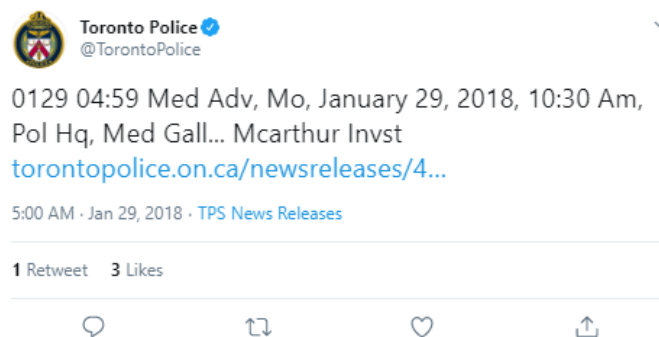 Toronto Police
@TorontoPolice
0129 04:59 Med Adv, Mo, January 29, 2018, 10:30 Am,
Pol Hq, Med Gall... Mcarthur Invst
torontopolice.on.ca/newsreleases/4...
5:00 AM · Jan 29, 2018 · TPS News Releases
1 Retweet 3 Likes